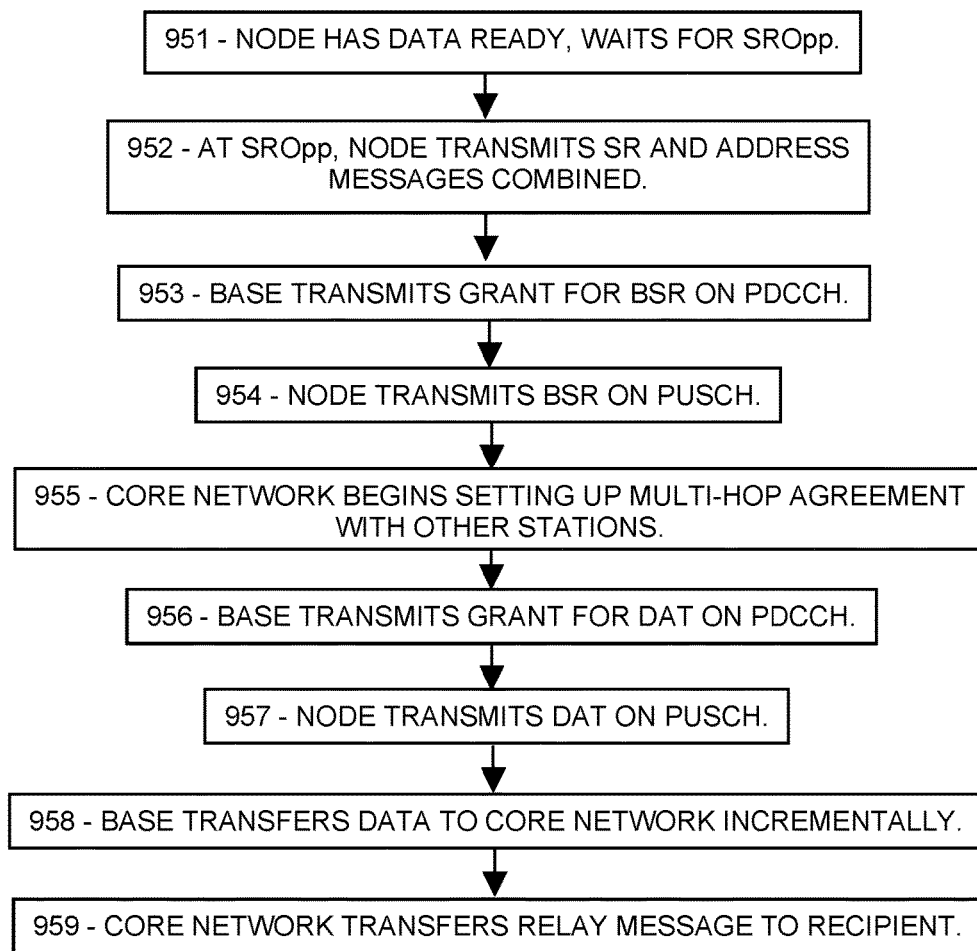 951 - NODE HAS DATA READY, WAITS FOR SROpp.
952 - AT SROpp, NODE TRANSMITS SR AND ADDRESS
MESSAGES COMBINED.
953 - BASE TRANSMITS GRANT FOR BSR ON PDCCH.
954 - NODE TRANSMITS BSR ON PUSCH.
955 - CORE NETWORK BEGINS SETTING UP MULTI-HOP AGREEMENT
WITH OTHER STATIONS.
956 - BASE TRANSMITS GRANT FOR DAT ON PDCCH.
957 - NODE TRANSMITS DAT ON PUSCH.
958 - BASE TRANSFERS DATA TO CORE NETWORK INCREMENTALLY.
959 - CORE NETWORK TRANSFERS RELAY MESSAGE TO RECIPIENT.